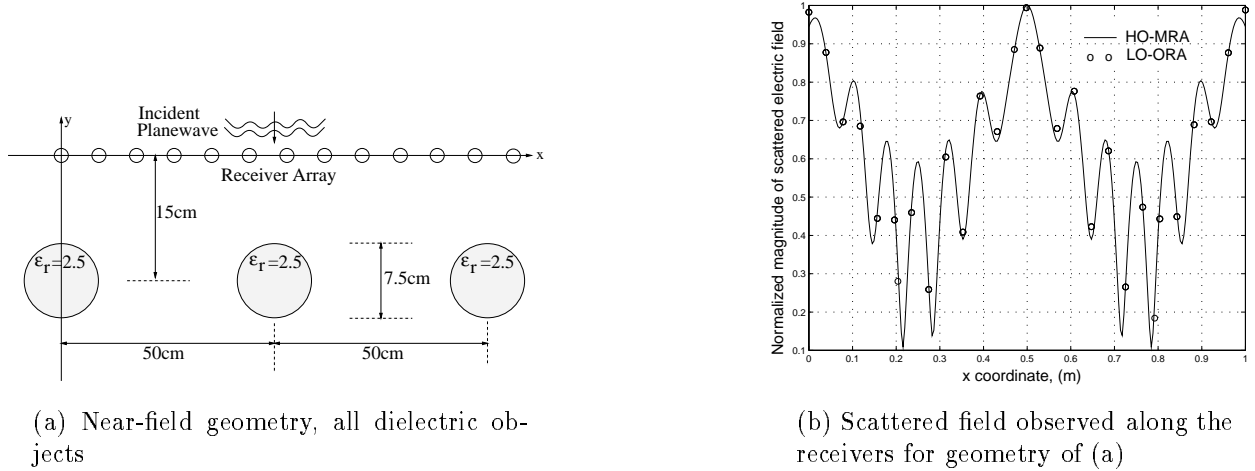 Incident
Planewave
y
x
Receiver Array
15cm
εr=2.5
εr=2.5
εr=2.5
7.5cm
50cm
50cm
(a) Near-field geometry, all dielectric ob-
jects
Normalized magnitude of scattered electric field
1
0.9
0.8
0.7
0.6
0.5
0.4
0.3
0.2
0.1
HO-MRA
LO-ORA
0 0.1 0.2 0.3 0.4 0.5 0.6 0.7 0.8 0.9 1
x coordinate, (m)
(b) Scattered field observed along the
receivers for geometry of (a)